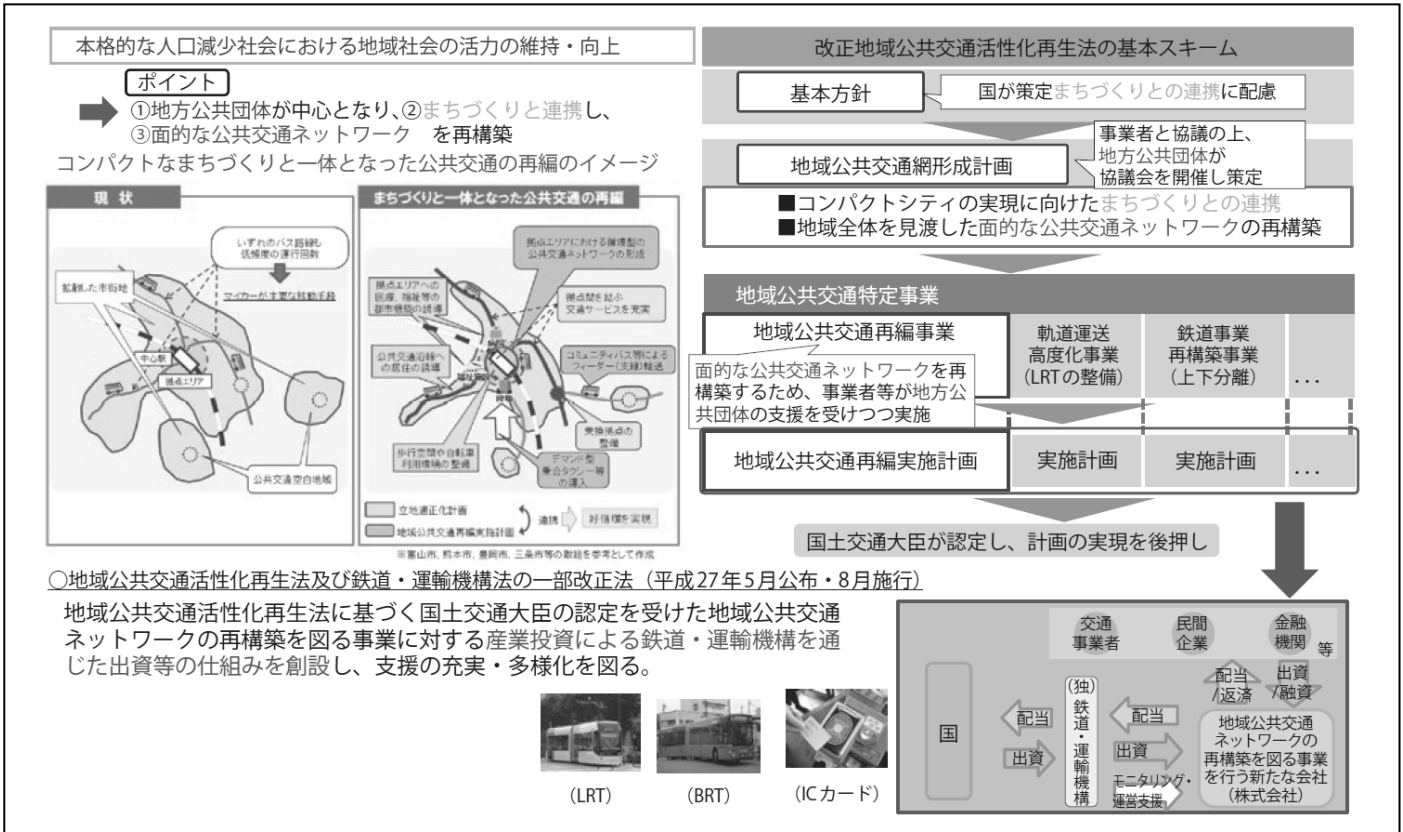 本格的な人口減少社会における地域社会の活力の維持・向上
ポイント
①地方公共団体が中心となり、②まちづくりと連携し、
③面的な公共交通ネットワーク を再構築
コンパクトなまちづくりと一体となった公共交通の再編のイメージ
現 状
いずれのバス路線も
低頻度の運行回数
拡散した市街地
マイカーが主要な移動手段
中心駅
拠点エリア
公共交通空白地域
まちづくりと一体となった公共交通の再編
拠点エリアにおける循環型の
公共交通ネットワークの形成
拠点エリアへの
医療、福祉等の
都市機能の誘導
拠点間を結ぶ
交通サービスを充実
公共交通沿線へ
の居住の誘導
コミュニティバス等による
フィーダー(支線)輸送
乗換拠点の
整備
歩行空間や自転車
利用環境の整備
デマンド型
乗合タクシー等
の導入
立地適正化計画
地域公共交通再編実施計画
連携
好循環を実現
※富山市、熊本市、豊岡市、三条市等の取組を参考として作成
改正地域公共交通活性化再生法の基本スキーム
基本方針
国が策定まちづくりとの連携に配慮
地域公共交通網形成計画
事業者と協議の上、
地方公共団体が
協議会を開催し策定
■コンパクトシティの実現に向けたまちづくりとの連携
■地域全体を見渡した面的な公共交通ネットワークの再構築
地域公共交通特定事業
地域公共交通再編事業
面的な公共交通ネットワークを再
構築するため、事業者等が地方公
共団体の支援を受けつつ実施
軌道運送
高度化事業
(LRTの整備)
鉄道事業
再構築事業
(上下分離)
...
地域公共交通再編実施計画
実施計画
実施計画
...
国土交通大臣が認定し、計画の実現を後押し
○地域公共交通活性化再生法及び鉄道・運輸機構法の一部改正法（平成27年5月公布・8月施行）
地域公共交通活性化再生法に基づく国土交通大臣の認定を受けた地域公共交通
ネットワークの再構築を図る事業に対する産業投資による鉄道・運輸機構を通
じた出資等の仕組みを創設し、支援の充実・多様化を図る。
(LRT)
(BRT)
(ICカード)
交通
事業者
民間
企業
金融
機関
等
配当
/返済
出資
/融資
国
配当
出資
(独)鉄道・運輸機構
配当
出資
モニタリング・
運営支援
地域公共交通
ネットワークの
再構築を図る事業
を行う新たな会社
(株式会社)